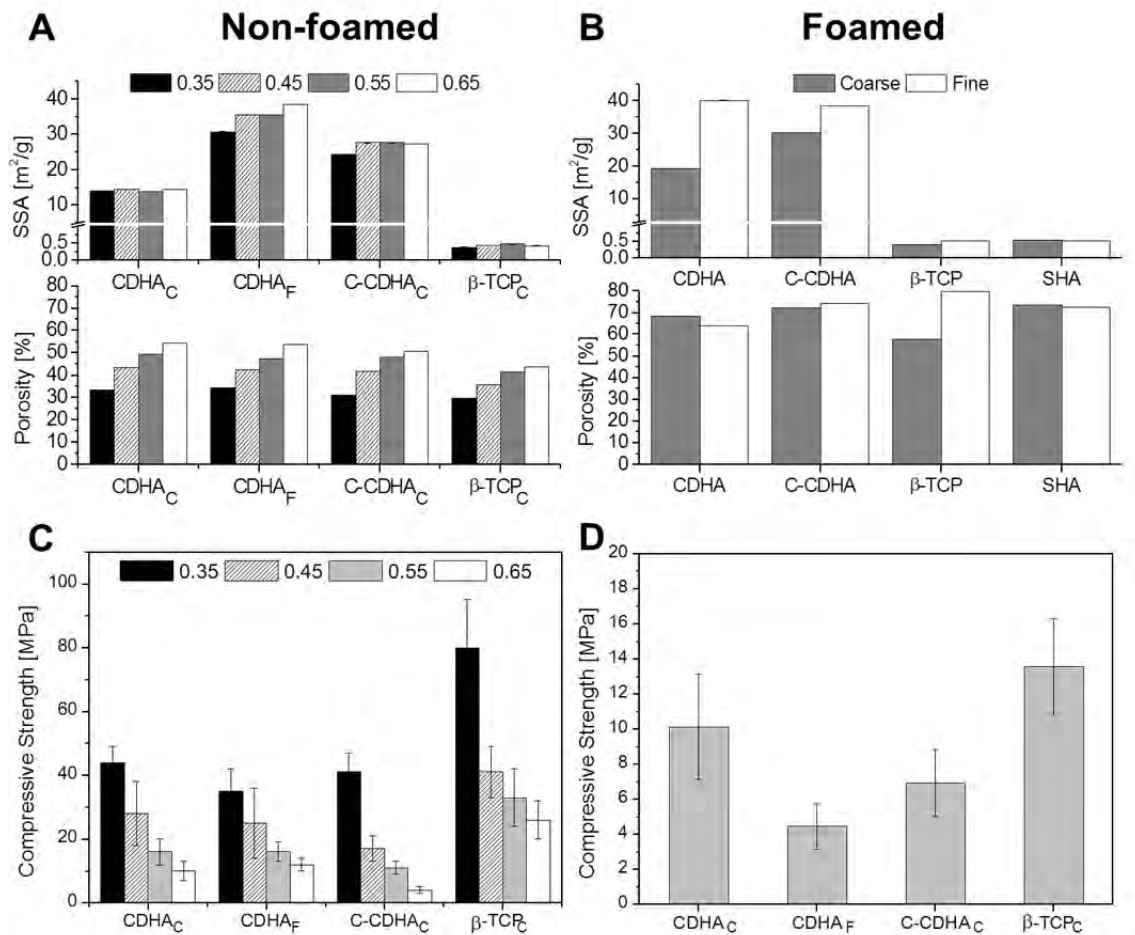 A Non-foamed
0.35 0.45 0.55 0.65
SSA [m²/g]
40
30
20
10
0.5
0.0
CDHAC CDHAF C-CDHAC β-TCPC
Porosity [%]
80
70
60
50
40
30
20
10
0
CDHAC CDHAF C-CDHAC β-TCPC
B Foamed
Coarse Fine
SSA [m²/g]
40
30
20
10
0.5
0.0
CDHA C-CDHA β-TCP SHA
Porosity [%]
80
70
60
50
40
30
20
10
0
CDHA C-CDHA β-TCP SHA
C
0.35 0.45 0.55 0.65
Compressive Strength [MPa]
100
80
60
40
20
0
CDHAC CDHAF C-CDHAC β-TCPC
D
Compressive Strength [MPa]
20
18
16
14
12
10
8
6
4
2
0
CDHAC CDHAF C-CDHAC β-TCPC